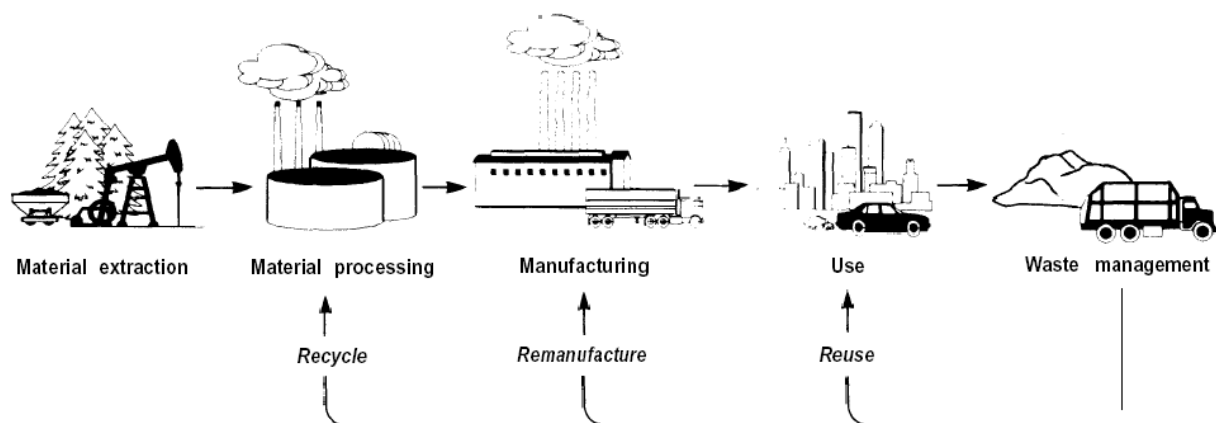 Material extraction
Material processing
Manufacturing
Use
Waste management
Recycle
Remanufacture
Reuse